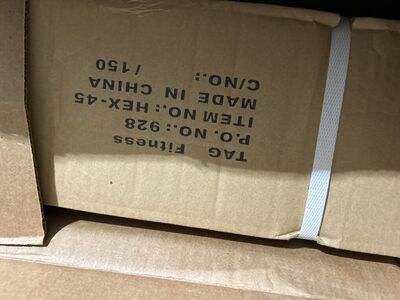 TAG Fitness
P.O. NO.: 928
ITEM NO.: HEX-45
MADE IN CHINA
C/NO.:
/ 150